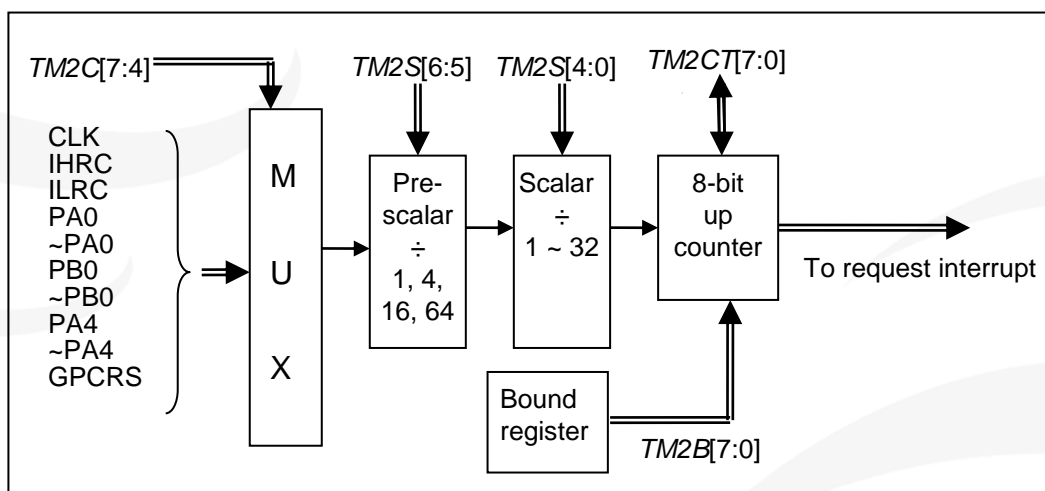 TM2C[7:4]
TM2S[6:5]
TM2S[4:0]
TM2CT[7:0]
CLK
IHRC
ILRC
PA0
~PA0
PB0
~PB0
PA4
~PA4
GPCRS
M
U
X
Pre-
scalar
÷
1, 4,
16, 64
Scalar
÷
1 ~ 32
8-bit
up
counter
To request interrupt
Bound
register
TM2B[7:0]